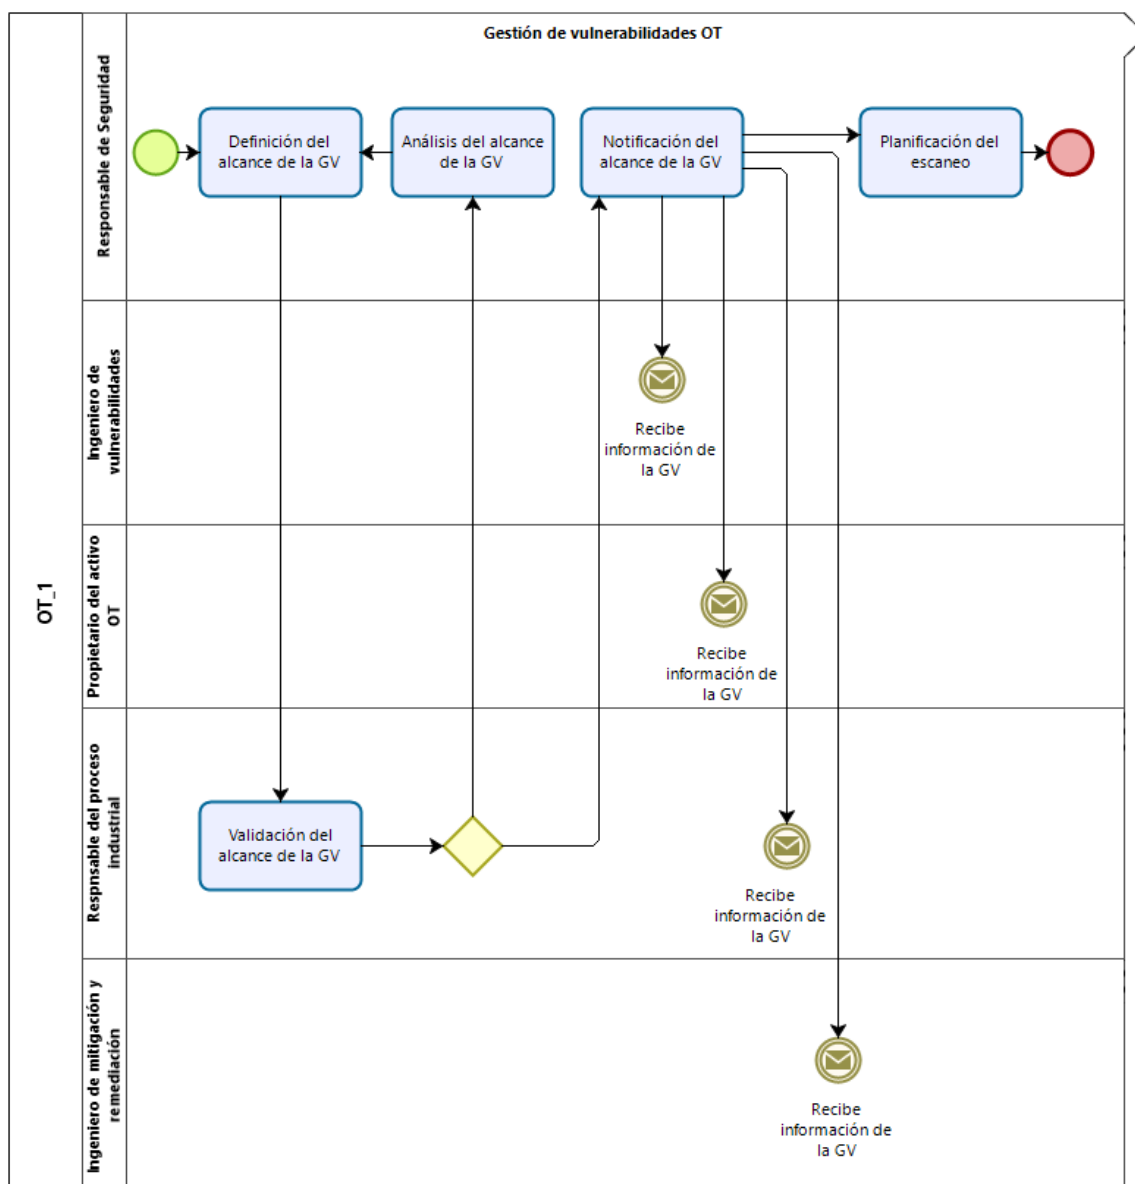 Gestión de vulnerabilidades OT
OT_1
Responsable de Seguridad
Definición del
alcance de la GV
Análisis del alcance
de la GV
Notificación del
alcance de la GV
Planificación del
escaneo
Ingeniero de
vulnerabilidades
Recibe
información de
la GV
Propietario del activo
OT
Recibe
información de
la GV
Respnsable del proceso
industrial
Validación del
alcance de la GV
Recibe
información de
la GV
Ingeniero de mitigación y
remediación
Recibe
información de
la GV